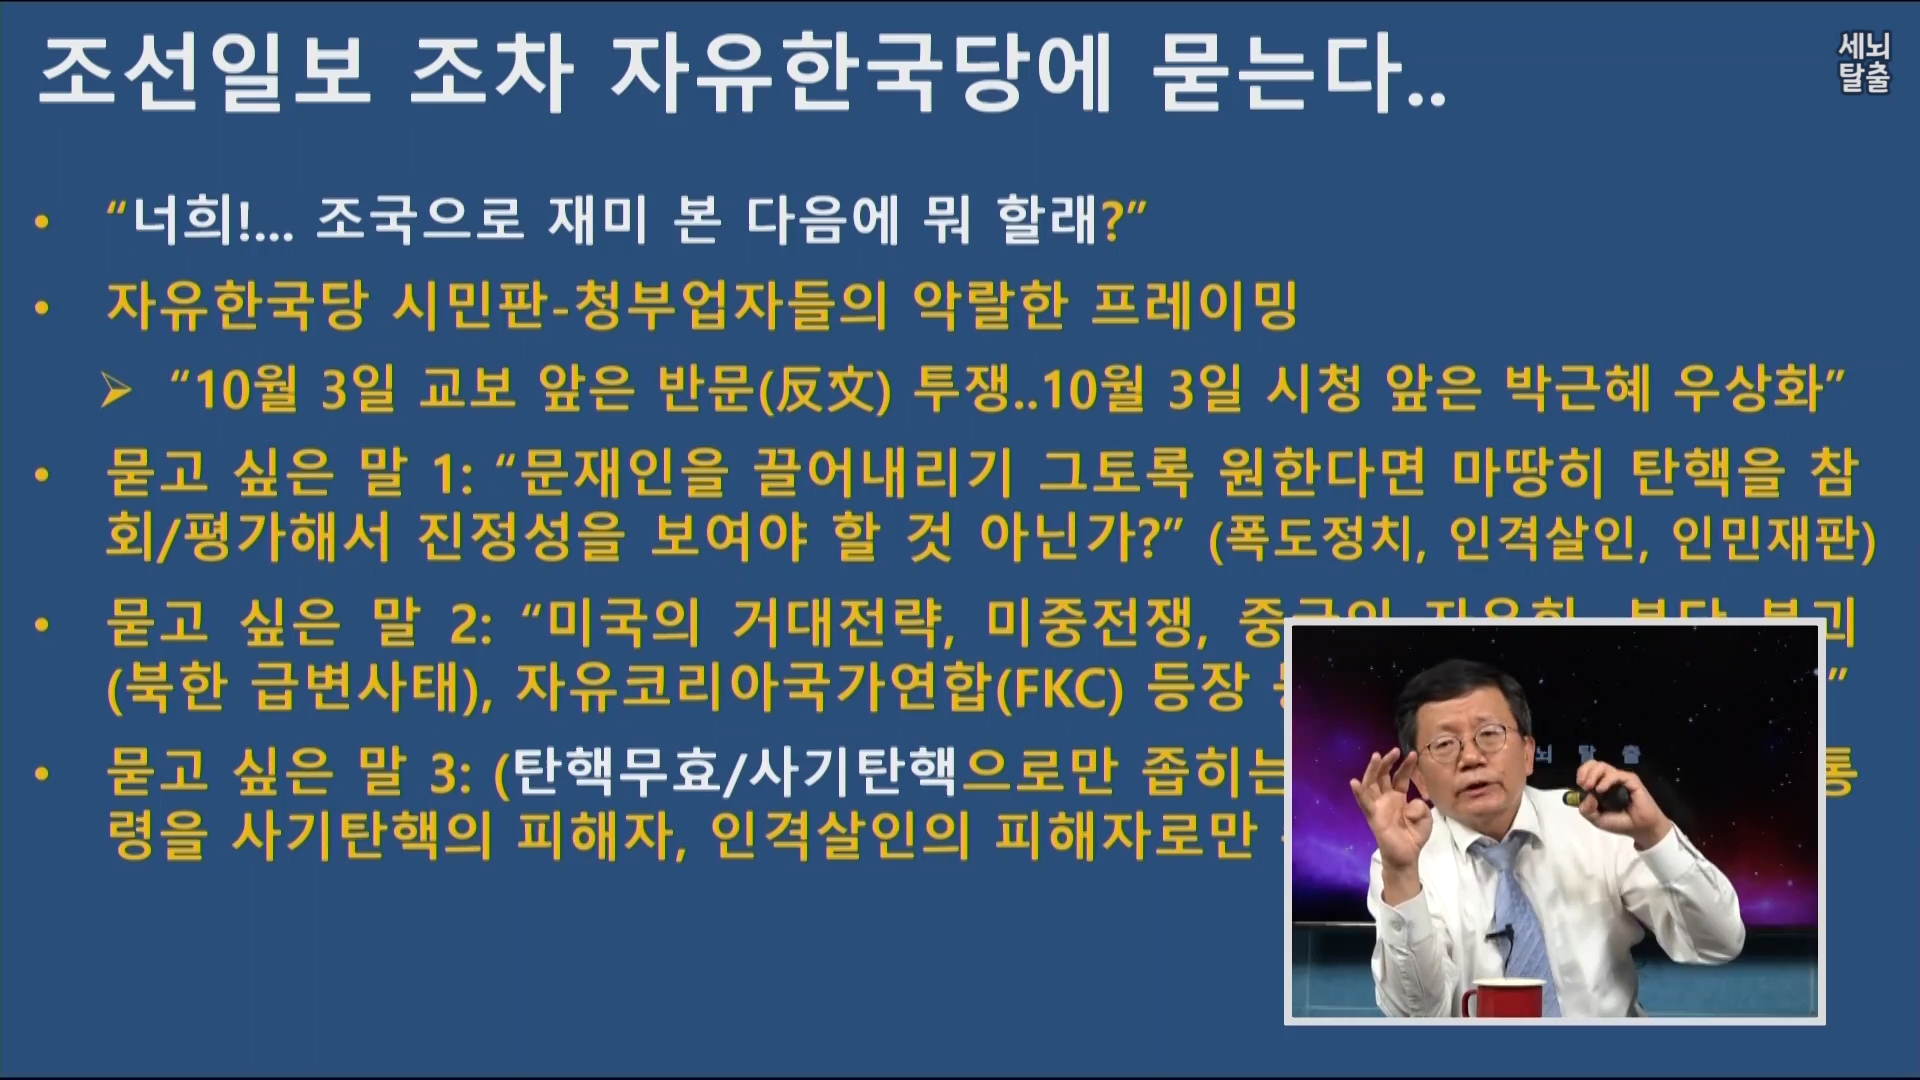 조선일보 조차 자유한국당에 묻는다..
세뇌
탈출
• “너희!... 조국으로 재미 본 다음에 뭐 할래?”
• 자유한국당 시민판-청부업자들의 악랄한 프레이밍
➢ “10월 3일 교보 앞은 반문(反文) 투쟁..10월 3일 시청 앞은 박근혜 우상화”
• 묻고 싶은 말 1: “문재인을 끌어내리기 그토록 원한다면 마땅히 탄핵을 참
회/평가해서 진정성을 보여야 할 것 아닌가?” (폭도정치, 인격살인, 인민재판)
• 묻고 싶은 말 2: “미국의 거대전략, 미중전쟁,
(북한 급변사태), 자유코리아국가연합(FKC) 등장 ”
• 묻고 싶은 말 3: (탄핵무효/사기탄핵으로만 좁히는 통
령을 사기탄핵의 피해자, 인격살인의 피해자로만
뇌 탈 출